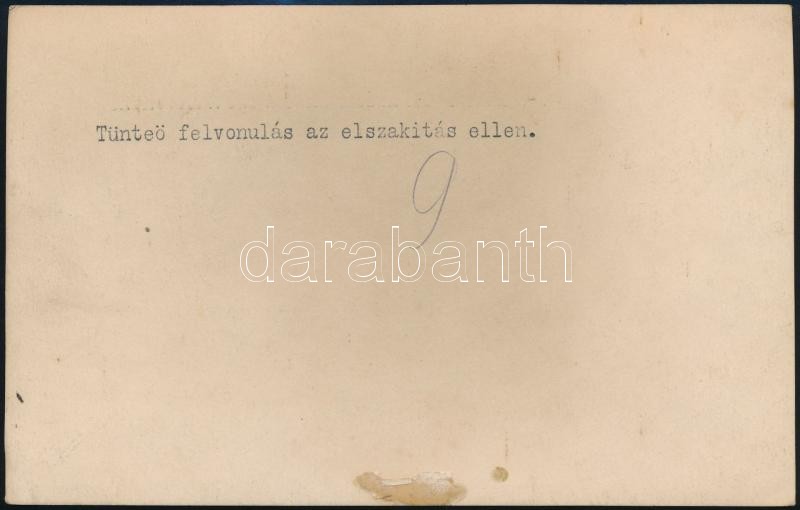 Tünteö felvonulás az elszakitás ellen.
9
darabanth